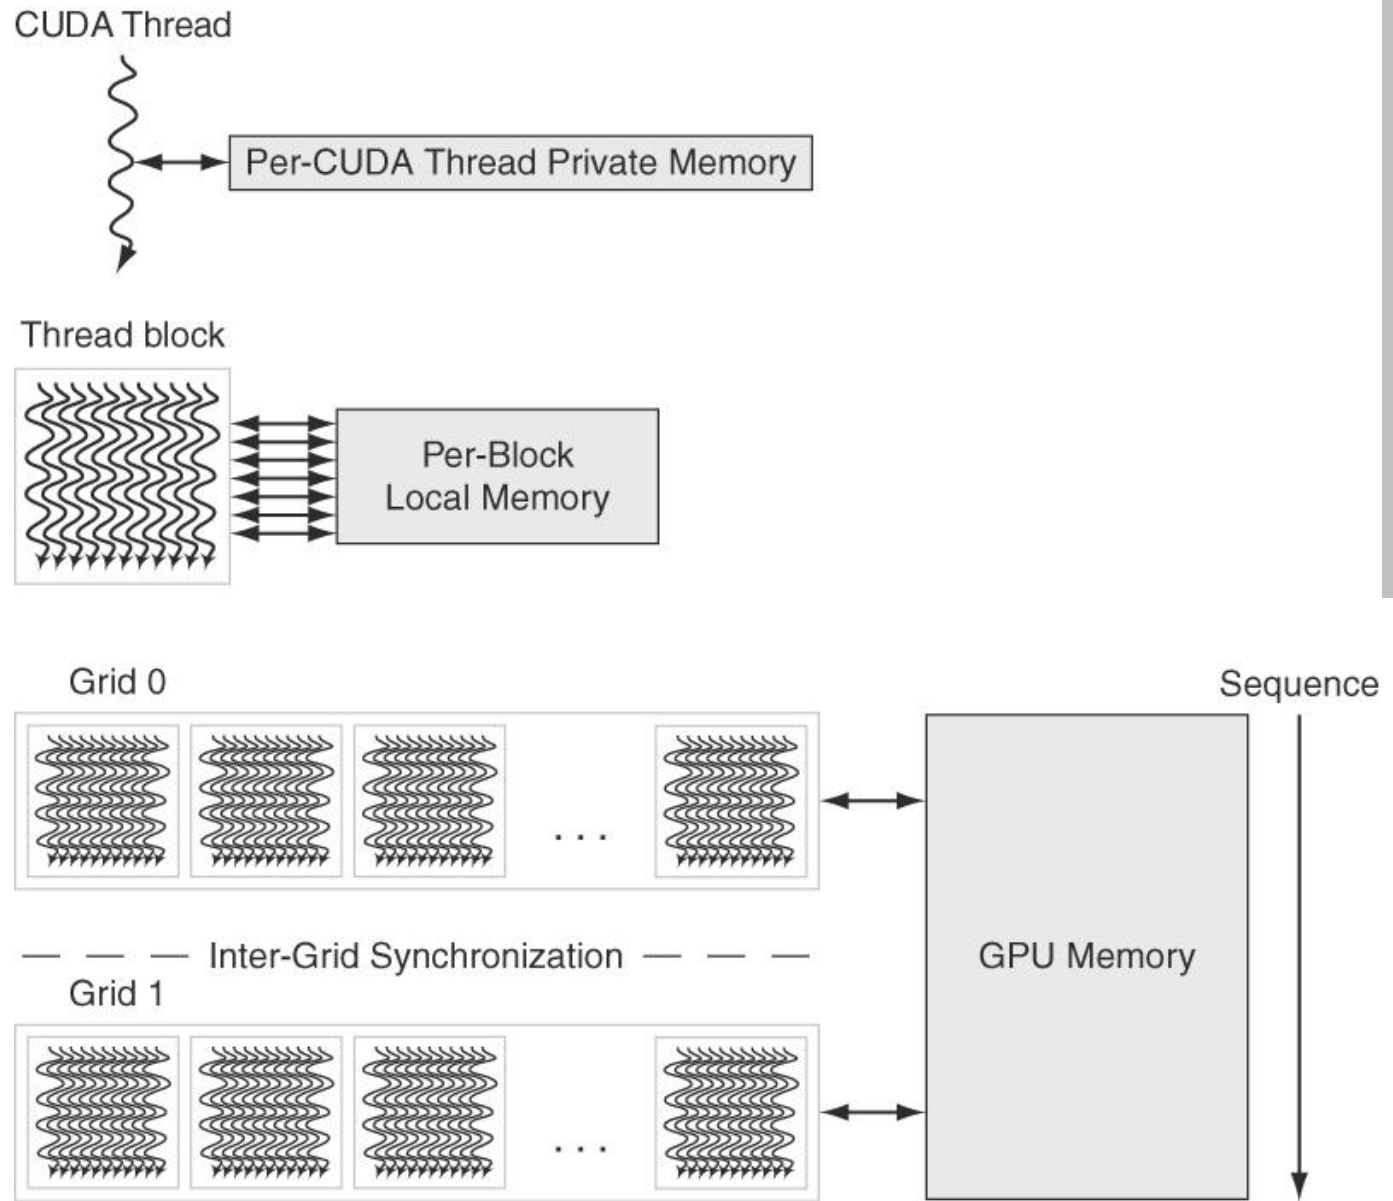 CUDA Thread
Per-CUDA Thread Private Memory
Thread block
Per-Block
Local Memory
Grid 0
Sequence
. . .
Inter-Grid Synchronization
GPU Memory
Grid 1
. . .